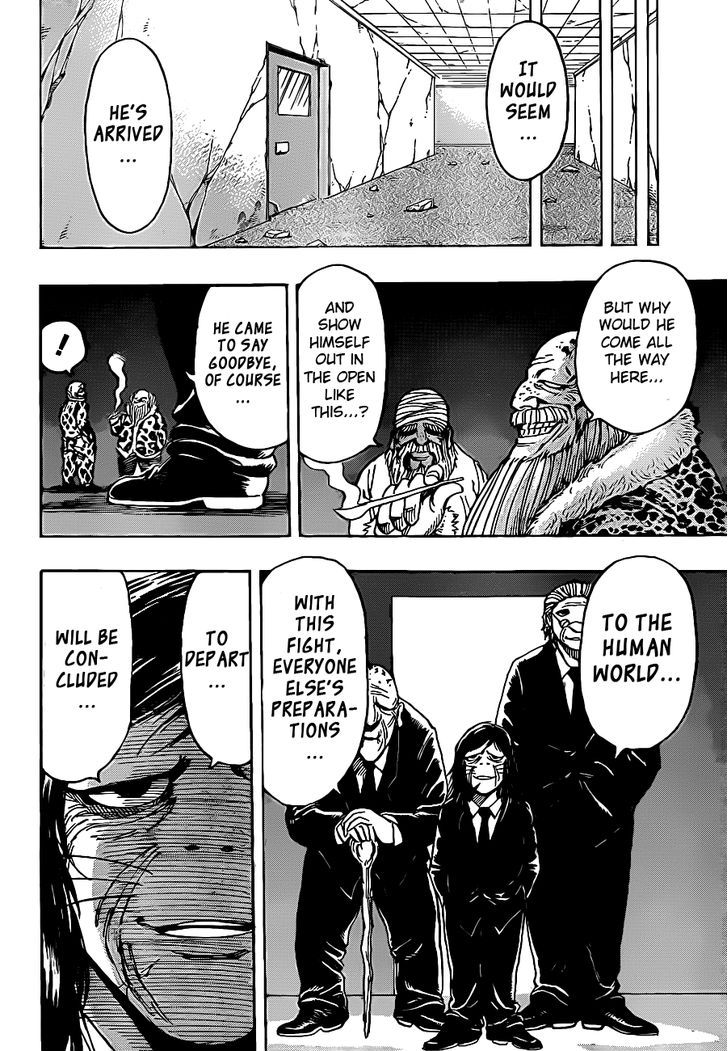 IT
WOULD
SEEM
...
HE'S
ARRIVED
...
BUT WHY
WOULD HE
COME ALL
THE WAY
HERE...
AND
SHOW
HIMSELF
OUT IN
THE OPEN
LIKE
THIS...?
HE CAME
TO SAY
GOODBYE,
OF COURSE
...
!
TO THE
HUMAN
WORLD...
WITH
THIS
FIGHT,
EVERYONE
ELSE'S
PREPARA-
TIONS
...
TO
DEPART
...
WILL BE
CON-
CLUDED
...